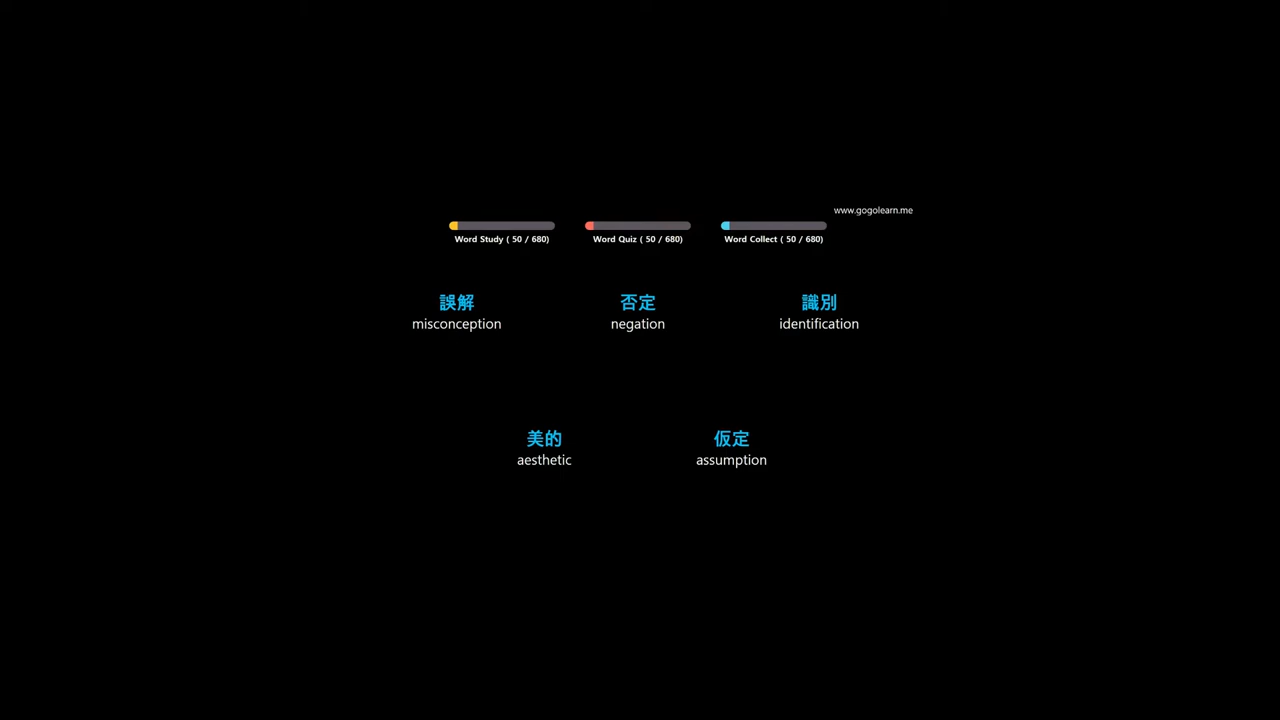 www.gogolearn.me
Word Study ( 50 / 680)
Word Quiz ( 50 / 680)
Word Collect ( 50 / 680)
誤解
misconception
否定
negation
識別
identification
美的
aesthetic
仮定
assumption